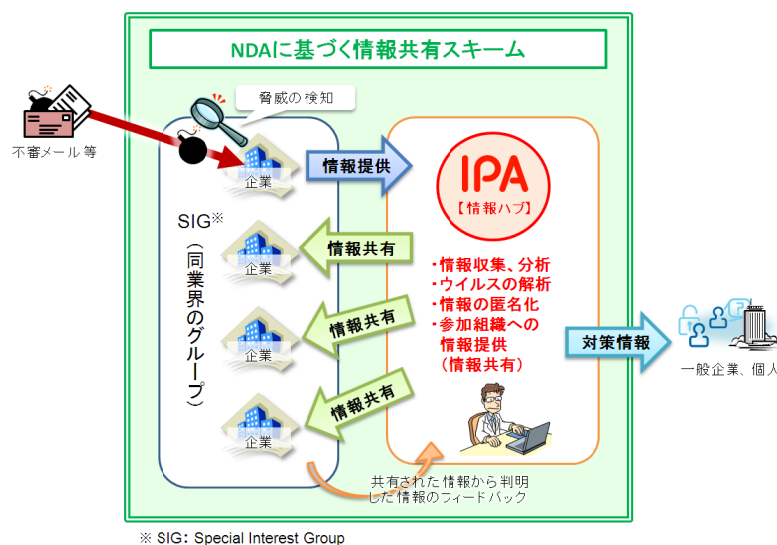 NDAに基づく情報共有スキーム
脅威の検知
不審メール等
企業
情報提供
IPA
【情報ハブ】
SIG※
（同業界のグループ）
企業
情報共有
・情報収集、分析
・ウイルスの解析
・情報の匿名化
・参加組織への
情報提供
（情報共有）
企業
情報共有
対策情報
一般企業、個人
企業
情報共有
共有された情報から判明
した情報のフィードバック
※ SIG： Special Interest Group